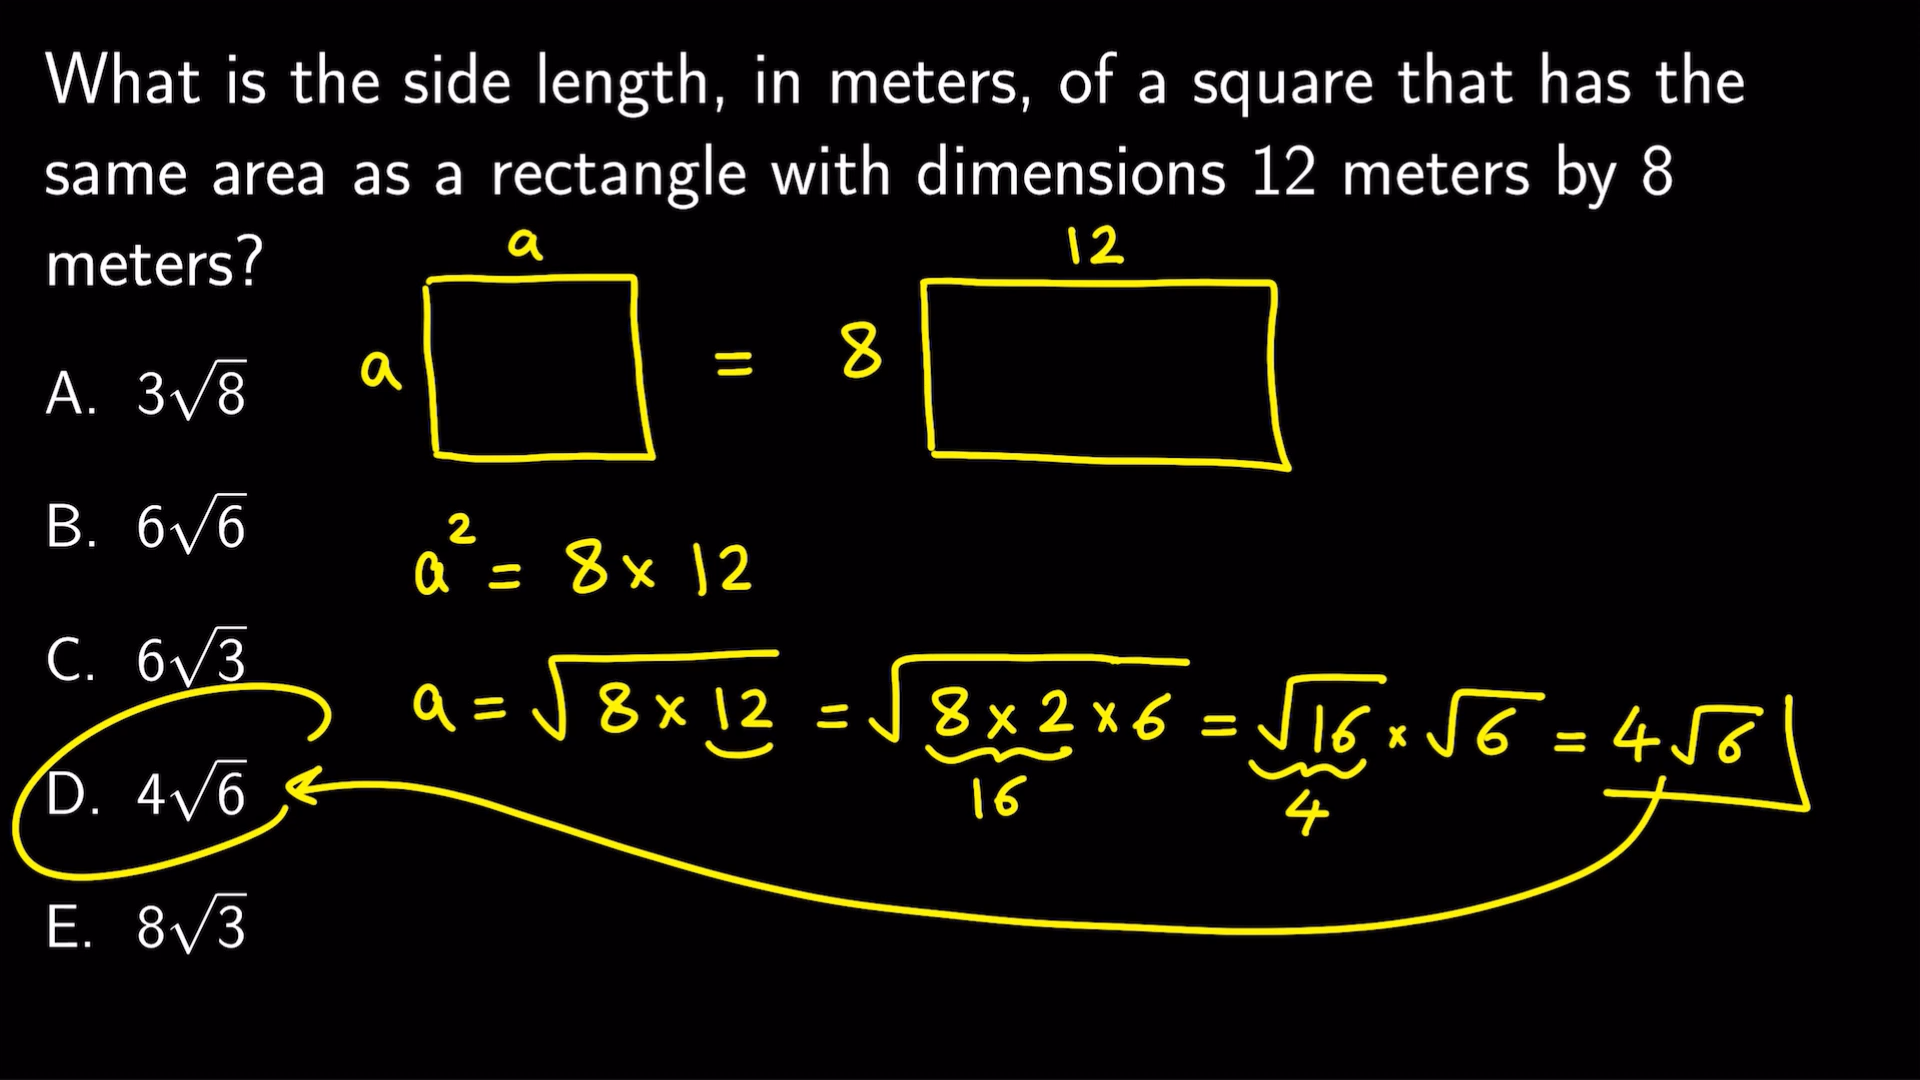 What is the side length, in meters, of a square that has the
same area as a rectangle with dimensions 12 meters by 8
meters?
a
12
a
=
8
A. 3√8
B. 6√6
a² = 8 × 12
C. 6√3
a = √(8 × 12) = √(8 × 2 × 6) = √16 × √6 = 4√6
16
4
D. 4√6
E. 8√3